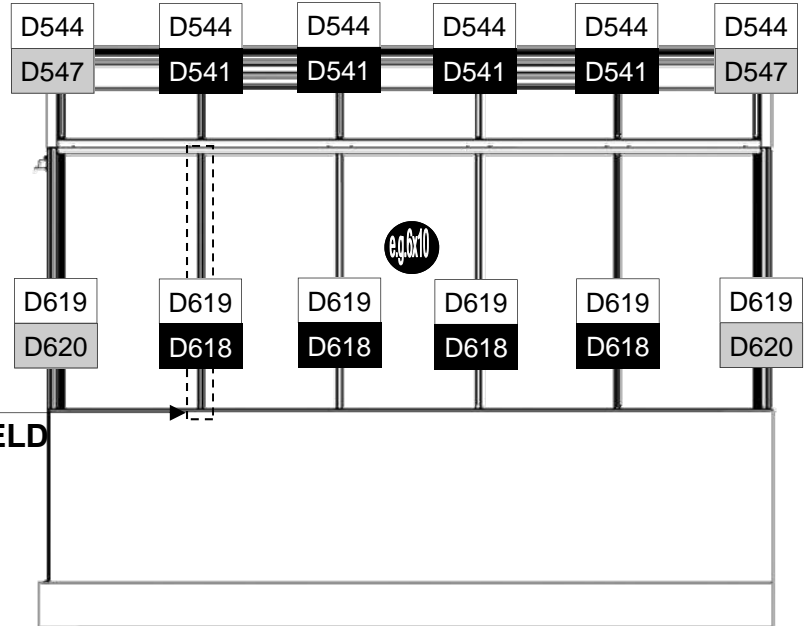 D544 D544 D544 D544 D544 D544
D547 D541 D541 D541 D541 D547
e.g.6x10
D619 D619 D619 D619 D619 D619
D620 D618 D618 D618 D618 D620
ELD